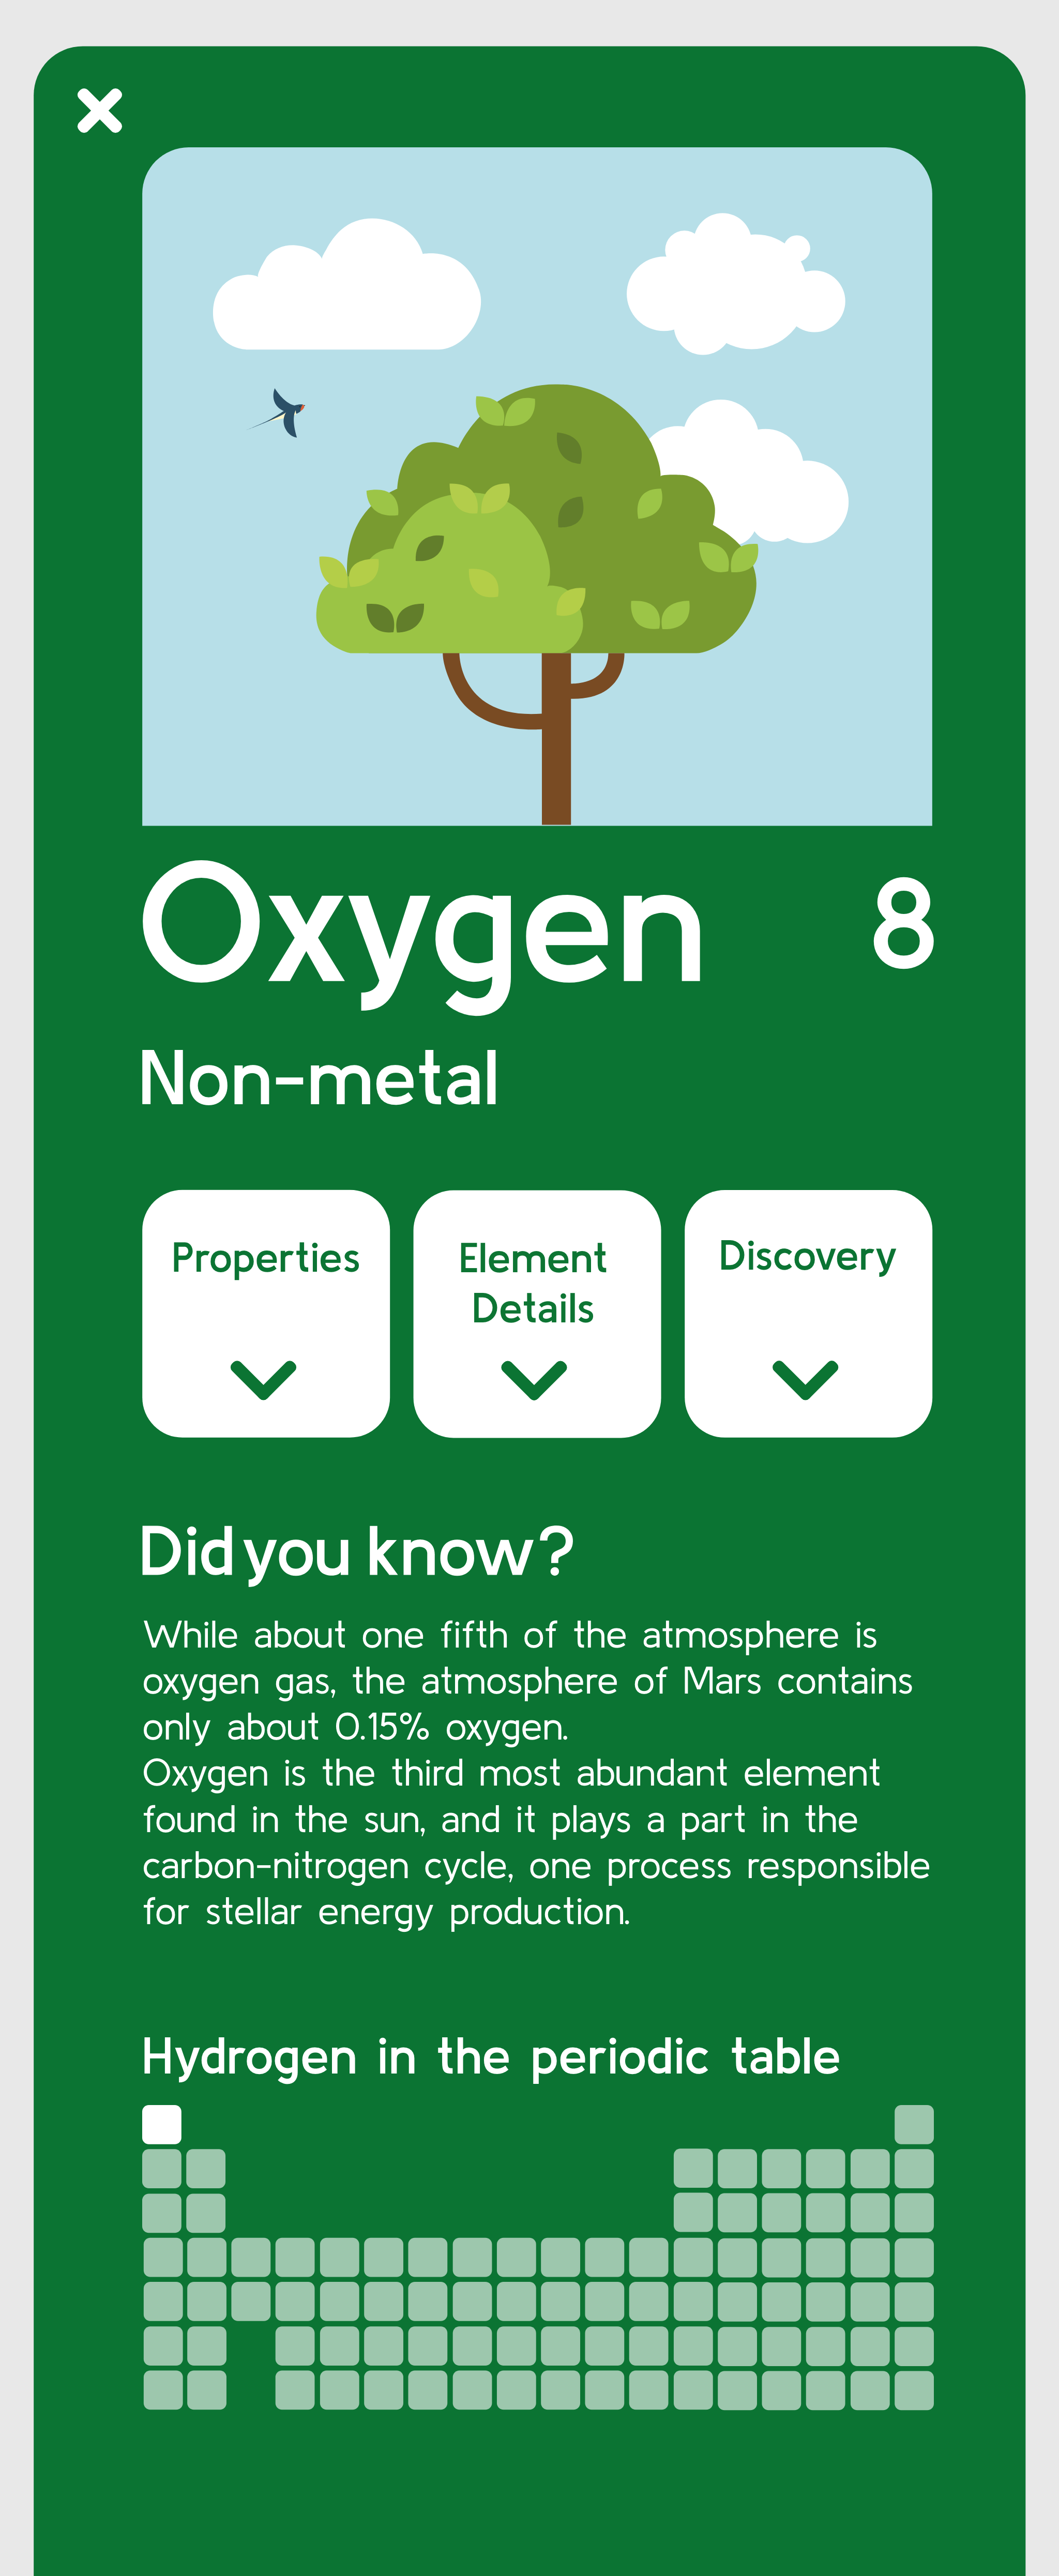 Oxygen
8
Non-metal
Properties
Element
Details
Discovery
Did you know?
While about one fifth of the atmosphere is
oxygen gas, the atmosphere of Mars contains
only about 0.15% oxygen.
Oxygen is the third most abundant element
found in the sun, and it plays a part in the
carbon-nitrogen cycle, one process responsible
for stellar energy production.
Hydrogen in the periodic table